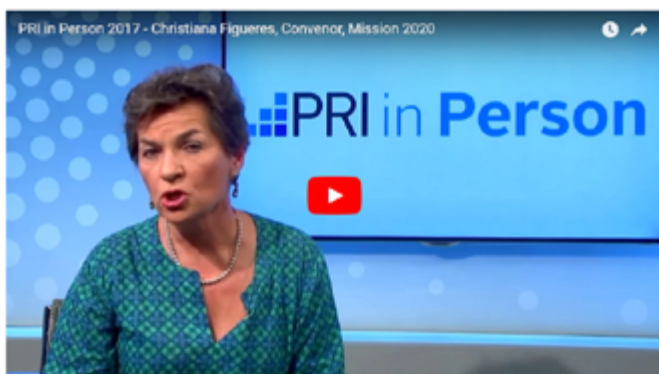 PRI in Person 2017 - Christiana Figueres, Convenor, Mission 2020
PRI in Person